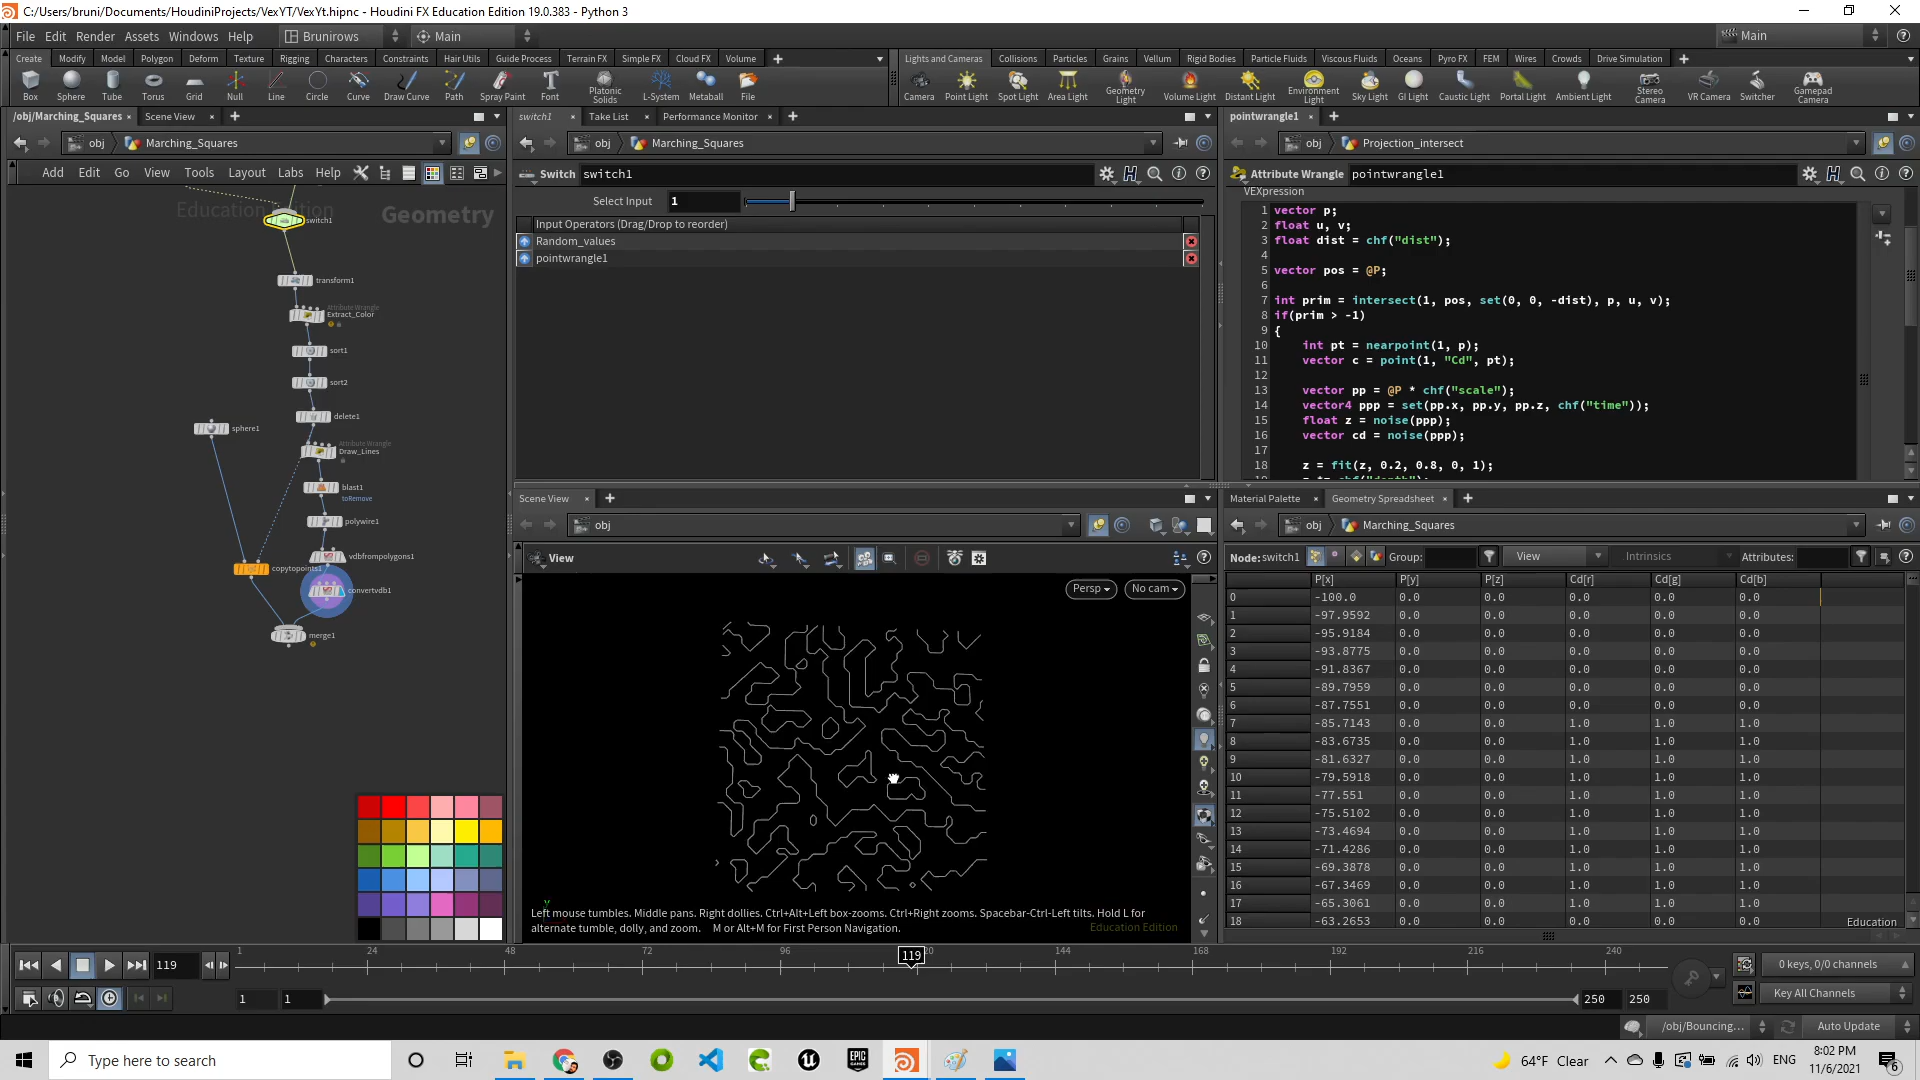 C:/Users/bruni/Documents/HoudiniProjects/VexYT/VexYt.hipnc - Houdini FX Education Edition 19.0.383 - Python 3
File Edit Render Assets Windows Help Brunirows Main Main
Create Modify Model Polygon Deform Texture Rigging Characters Constraints Hair Utils Guide Process Terrain FX Simple FX Cloud FX Volume
Lights and Cameras Collisions Particles Grains Vellum Rigid Bodies Particle Fluids Viscous Fluids Oceans Pyro FX FEM Wires Crowds Drive Simulation
Box Sphere Tube Torus Grid Null Line Circle Curve Draw Curve Path Spray Paint Font Platonic Solids L-System Metaball File
Camera Point Light Spot Light Area Light Geometry Light Volume Light Distant Light Environment Light Sky Light GI Light Caustic Light Portal Light Ambient Light Stereo Camera VR Camera Switcher Gamepad Camera
/obj/Marching_Squares Scene View
obj Marching_Squares
Add Edit Go View Tools Layout Labs Help
Education Edition
Geometry
switch1
transform1
Attribute Wrangle
Extract_Color
sort1
sort2
delete1
sphere1
Attribute Wrangle
Draw_Lines
blast1
toRemove
polywire1
vdbfrompolygons1
copytopoints1
convertvdb1
merge1
switch1 Take List Performance Monitor
obj Marching_Squares
Switch switch1
Select Input 1
Input Operators (Drag/Drop to reorder)
Random_values
pointwrangle1
pointwrangle1
obj Projection_intersect
Attribute Wrangle pointwrangle1
VEXpression
1 vector p;
2 float u, v;
3 float dist = chf("dist");
4
5 vector pos = @P;
6
7 int prim = intersect(1, pos, set(0, 0, -dist), p, u, v);
8 if(prim > -1)
9 {
10 int pt = nearpoint(1, p);
11 vector c = point(1, "Cd", pt);
12
13 vector pp = @P * chf("scale");
14 vector4 ppp = set(pp.x, pp.y, pp.z, chf("time"));
15 float z = noise(ppp);
16 vector cd = noise(ppp);
17
18 z = fit(z, 0.2, 0.8, 0, 1);
Scene View
obj
View
Persp No cam
Left mouse tumbles. Middle pans. Right dollies. Ctrl+Alt+Left box-zooms. Ctrl+Right zooms. Spacebar-Ctrl-Left tilts. Hold L for
alternate tumble, dolly, and zoom. M or Alt+M for First Person Navigation.
Education Edition
Material Palette Geometry Spreadsheet
obj Marching_Squares
Node: switch1 Group: View Intrinsics Attributes:
P[x] P[y] P[z] Cd[r] Cd[g] Cd[b]
0 -100.0 0.0 0.0 0.0 0.0 0.0
1 -97.9592 0.0 0.0 0.0 0.0 0.0
2 -95.9184 0.0 0.0 0.0 0.0 0.0
3 -93.8775 0.0 0.0 0.0 0.0 0.0
4 -91.8367 0.0 0.0 0.0 0.0 0.0
5 -89.7959 0.0 0.0 0.0 0.0 0.0
6 -87.7551 0.0 0.0 0.0 0.0 0.0
7 -85.7143 0.0 0.0 1.0 1.0 1.0
8 -83.6735 0.0 0.0 1.0 1.0 1.0
9 -81.6327 0.0 0.0 1.0 1.0 1.0
10 -79.5918 0.0 0.0 1.0 1.0 1.0
11 -77.551 0.0 0.0 1.0 1.0 1.0
12 -75.5102 0.0 0.0 1.0 1.0 1.0
13 -73.4694 0.0 0.0 1.0 1.0 1.0
14 -71.4286 0.0 0.0 1.0 1.0 1.0
15 -69.3878 0.0 0.0 1.0 1.0 1.0
16 -67.3469 0.0 0.0 1.0 1.0 1.0
17 -65.3061 0.0 0.0 1.0 1.0 1.0
18 -63.2653 0.0 0.0 1.0 1.0 1.0
Education
119 1 24 48 72 96 119 144 168 192 216 240
0 keys, 0/0 channels
1 1 250 250 Key All Channels
/obj/Bouncing... Auto Update
Type here to search
EPIC GAMES
64°F Clear ENG
8:02 PM
11/6/2021
6